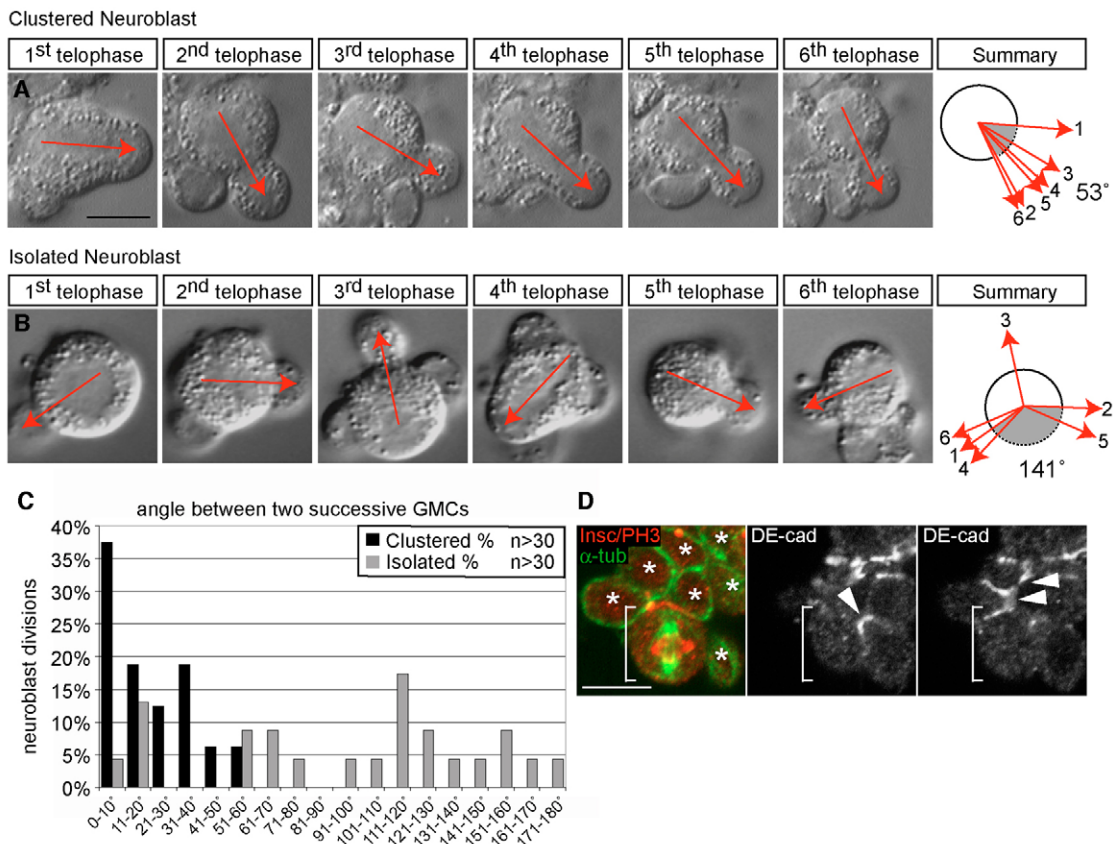 Clustered Neuroblast
1st telophase 2nd telophase 3rd telophase 4th telophase 5th telophase 6th telophase Summary
A
1
3
4
5
62
53°
Isolated Neuroblast
1st telophase 2nd telophase 3rd telophase 4th telophase 5th telophase 6th telophase Summary
B
3
2
6
5
1
4
141°
C
angle between two successive GMCs
40%
35%
30%
25%
20%
15%
10%
5%
0%
neuroblast divisions
Clustered % n>30
Isolated % n>30
0-10° 11-20° 21-30° 31-40° 41-50° 51-60° 61-70° 71-80° 81-90° 91-100° 101-110° 111-120° 121-130° 131-140° 141-150° 151-160° 161-170° 171-180°
D
Insc/PH3 DE-cad DE-cad
α-tub
* * * * * *
*